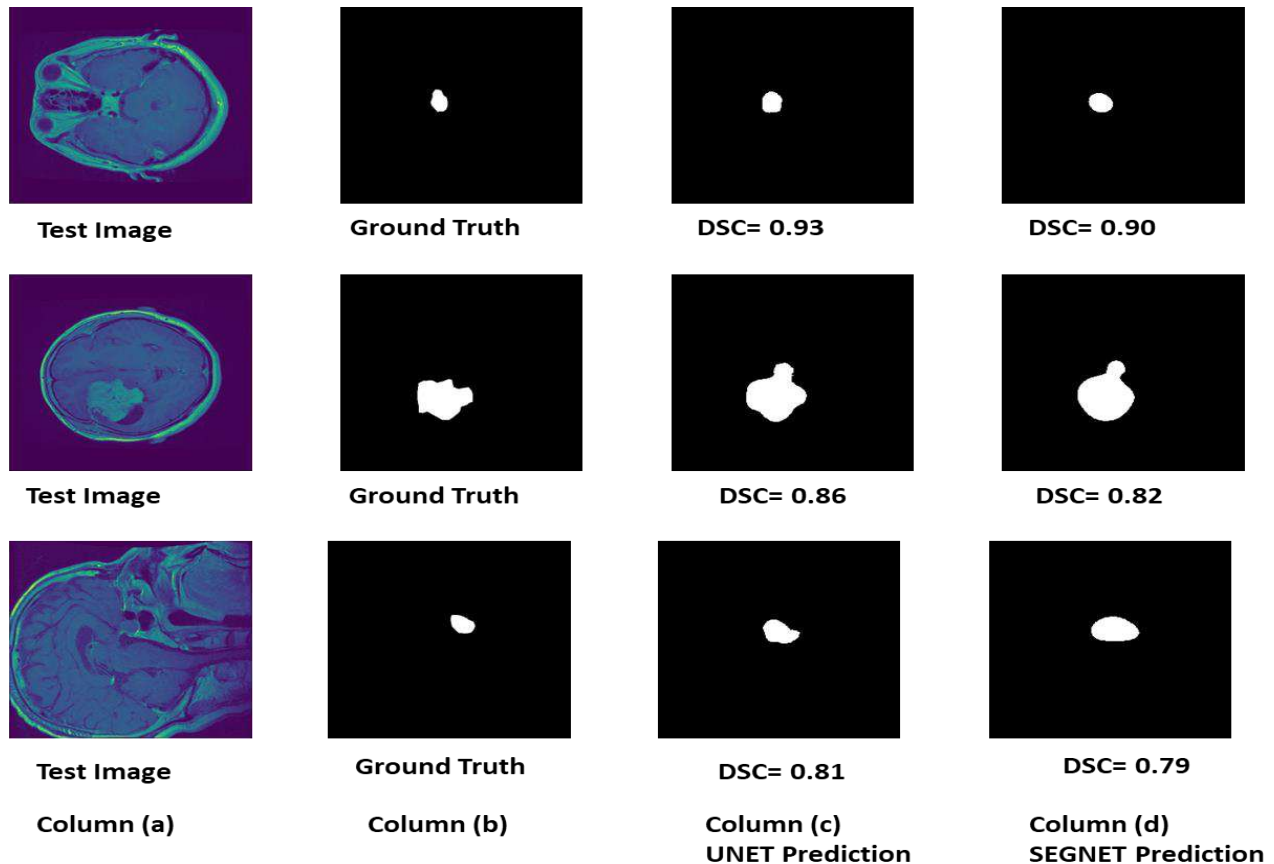 Test Image
Ground Truth
DSC= 0.93
DSC= 0.90
Test Image
Ground Truth
DSC= 0.86
DSC= 0.82
Test Image
Ground Truth
DSC= 0.81
DSC= 0.79
Column (a)
Column (b)
Column (c)
UNET Prediction
Column (d)
SEGNET Prediction